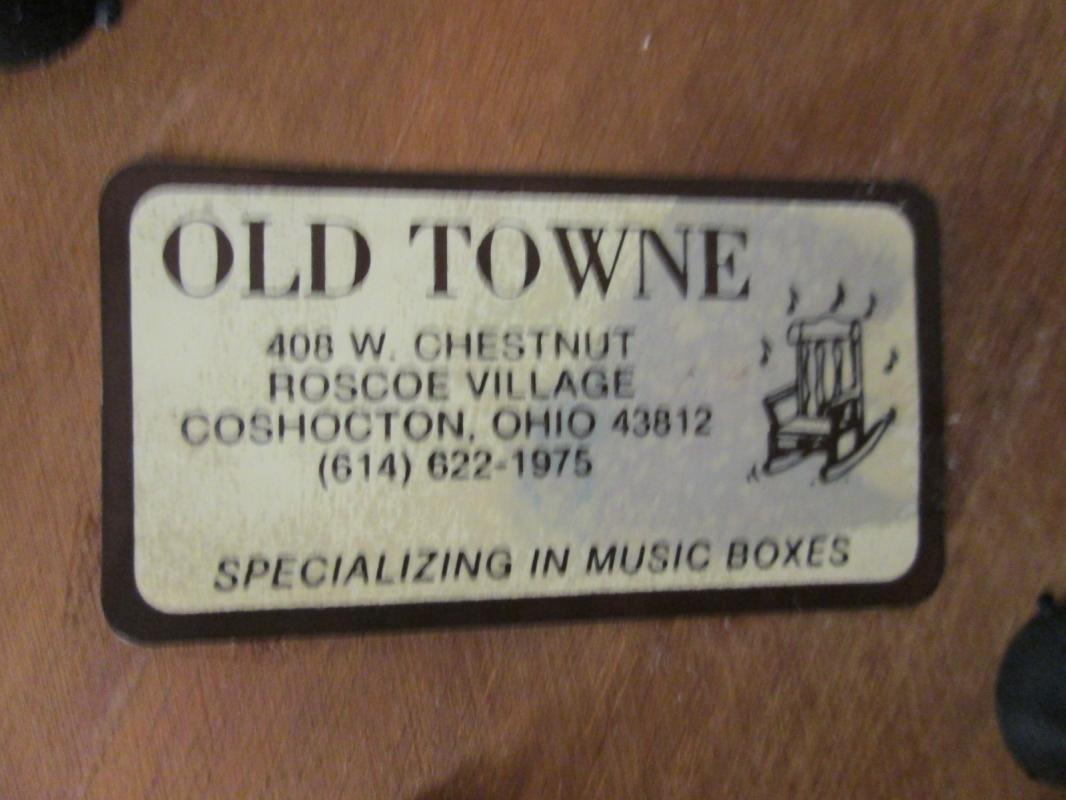 OLD TOWNE
408 W. CHESTNUT
ROSCOE VILLAGE
COSHOCTON, OHIO 43812
(614) 622-1975
SPECIALIZING IN MUSIC BOXES